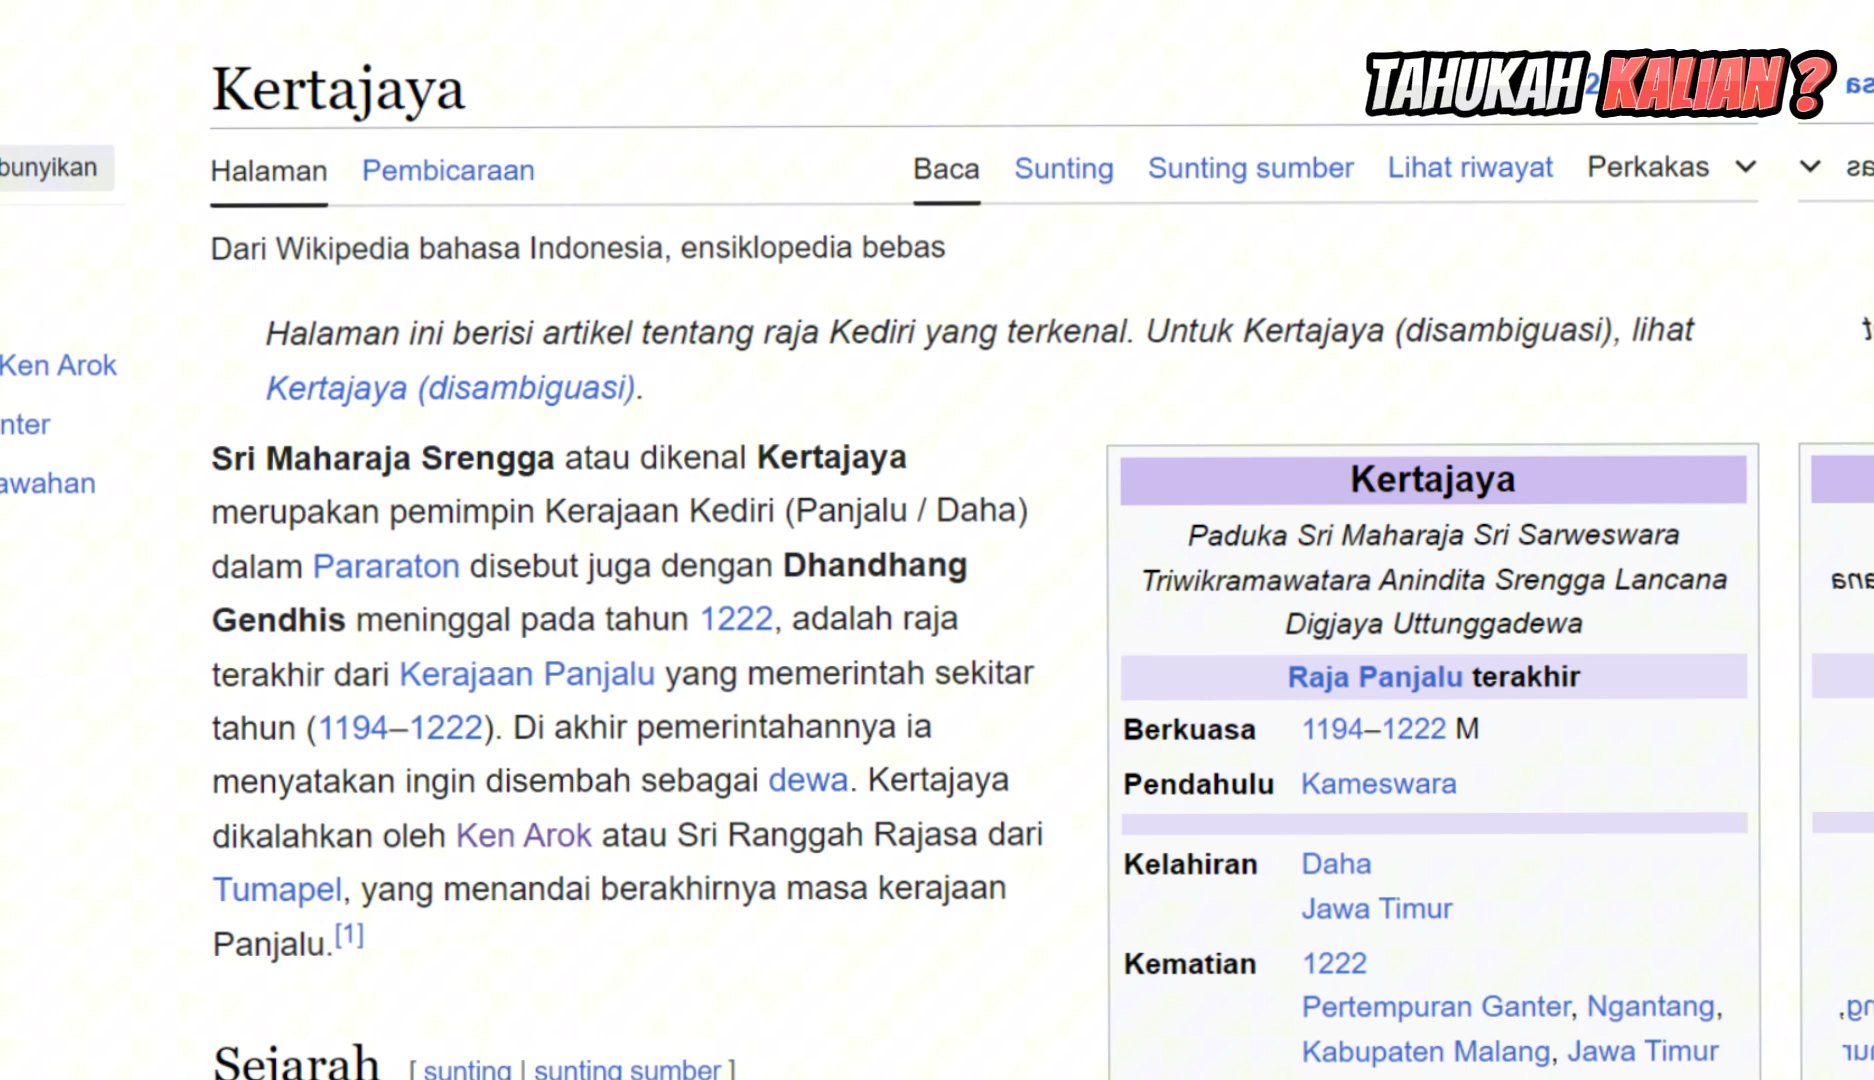 Kertajaya
TAHUKAH KALIAN?
bunyikan
Halaman Pembicaraan Baca Sunting Sunting sumber Lihat riwayat Perkakas
Dari Wikipedia bahasa Indonesia, ensiklopedia bebas
Halaman ini berisi artikel tentang raja Kediri yang terkenal. Untuk Kertajaya (disambiguasi), lihat
Kertajaya (disambiguasi).
Ken Arok
nter
awahan
Sri Maharaja Srengga atau dikenal Kertajaya
merupakan pemimpin Kerajaan Kediri (Panjalu / Daha)
dalam Pararaton disebut juga dengan Dhandhang
Gendhis meninggal pada tahun 1222, adalah raja
terakhir dari Kerajaan Panjalu yang memerintah sekitar
tahun (1194–1222). Di akhir pemerintahannya ia
menyatakan ingin disembah sebagai dewa. Kertajaya
dikalahkan oleh Ken Arok atau Sri Ranggah Rajasa dari
Tumapel, yang menandai berakhirnya masa kerajaan
Panjalu.[1]
Kertajaya
Paduka Sri Maharaja Sri Sarweswara
Triwikramawatara Anindita Srengga Lancana
Digjaya Uttunggadewa
Raja Panjalu terakhir
Berkuasa 1194–1222 M
Pendahulu Kameswara
Kelahiran Daha
Jawa Timur
Kematian 1222
Pertempuran Ganter, Ngantang,
Kabupaten Malang, Jawa Timur
Sejarah [ sunting | sunting sumber ]